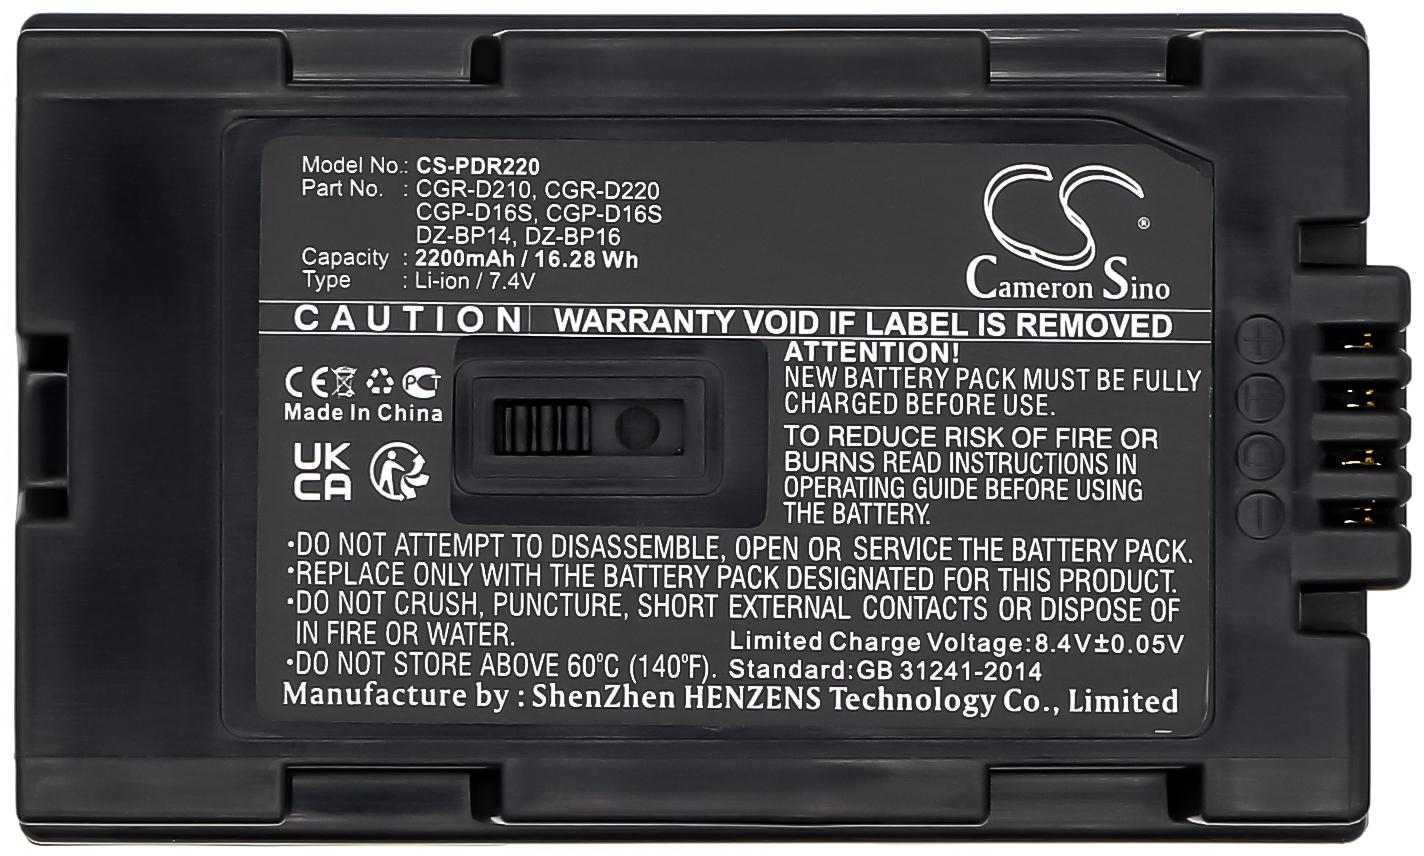 Model No.: CS-PDR220
Part No. : CGR-D210, CGR-D220
CGP-D16S, CGP-D16S
DZ-BP14, DZ-BP16
Capacity : 2200mAh / 16.28 Wh
Type : Li-ion / 7.4V
®
Cameron Sino
CAUTION WARRANTY VOID IF LABEL IS REMOVED
CE PCT
Made In China
UK
CA
ATTENTION!
NEW BATTERY PACK MUST BE FULLY
CHARGED BEFORE USE.
TO REDUCE RISK OF FIRE OR
BURNS READ INSTRUCTIONS IN
OPERATING GUIDE BEFORE USING
THE BATTERY.
•DO NOT ATTEMPT TO DISASSEMBLE, OPEN OR SERVICE THE BATTERY PACK.
•REPLACE ONLY WITH THE BATTERY PACK DESIGNATED FOR THIS PRODUCT.
•DO NOT CRUSH, PUNCTURE, SHORT EXTERNAL CONTACTS OR DISPOSE OF
IN FIRE OR WATER.
•DO NOT STORE ABOVE 60°C (140°F).
Limited Charge Voltage:8.4V±0.05V
Standard:GB 31241-2014
Manufacture by : ShenZhen HENZENS Technology Co., Limited
+
T
D
−